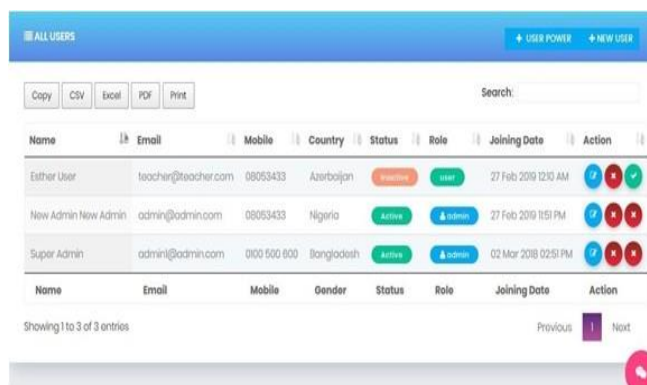 ALL USERS
+ USER POWER + NEW USER
Copy CSV Excel PDF Print
Search:
Name Email Mobile Country Status Role Joining Date Action
Esther User teacher@teacher.com 08053433 Azerbaijan Inactive user 27 Feb 2019 12:10 AM
New Admin New Admin admin@admin.com 08053433 Nigeria Active admin 27 Feb 2019 11:51 PM
Super Admin admin1@admin.com 0100 500 600 Bangladesh Active admin 02 Mar 2018 02:51 PM
Name Email Mobile Gender Status Role Joining Date Action
Showing 1 to 3 of 3 entries
Previous 1 Next